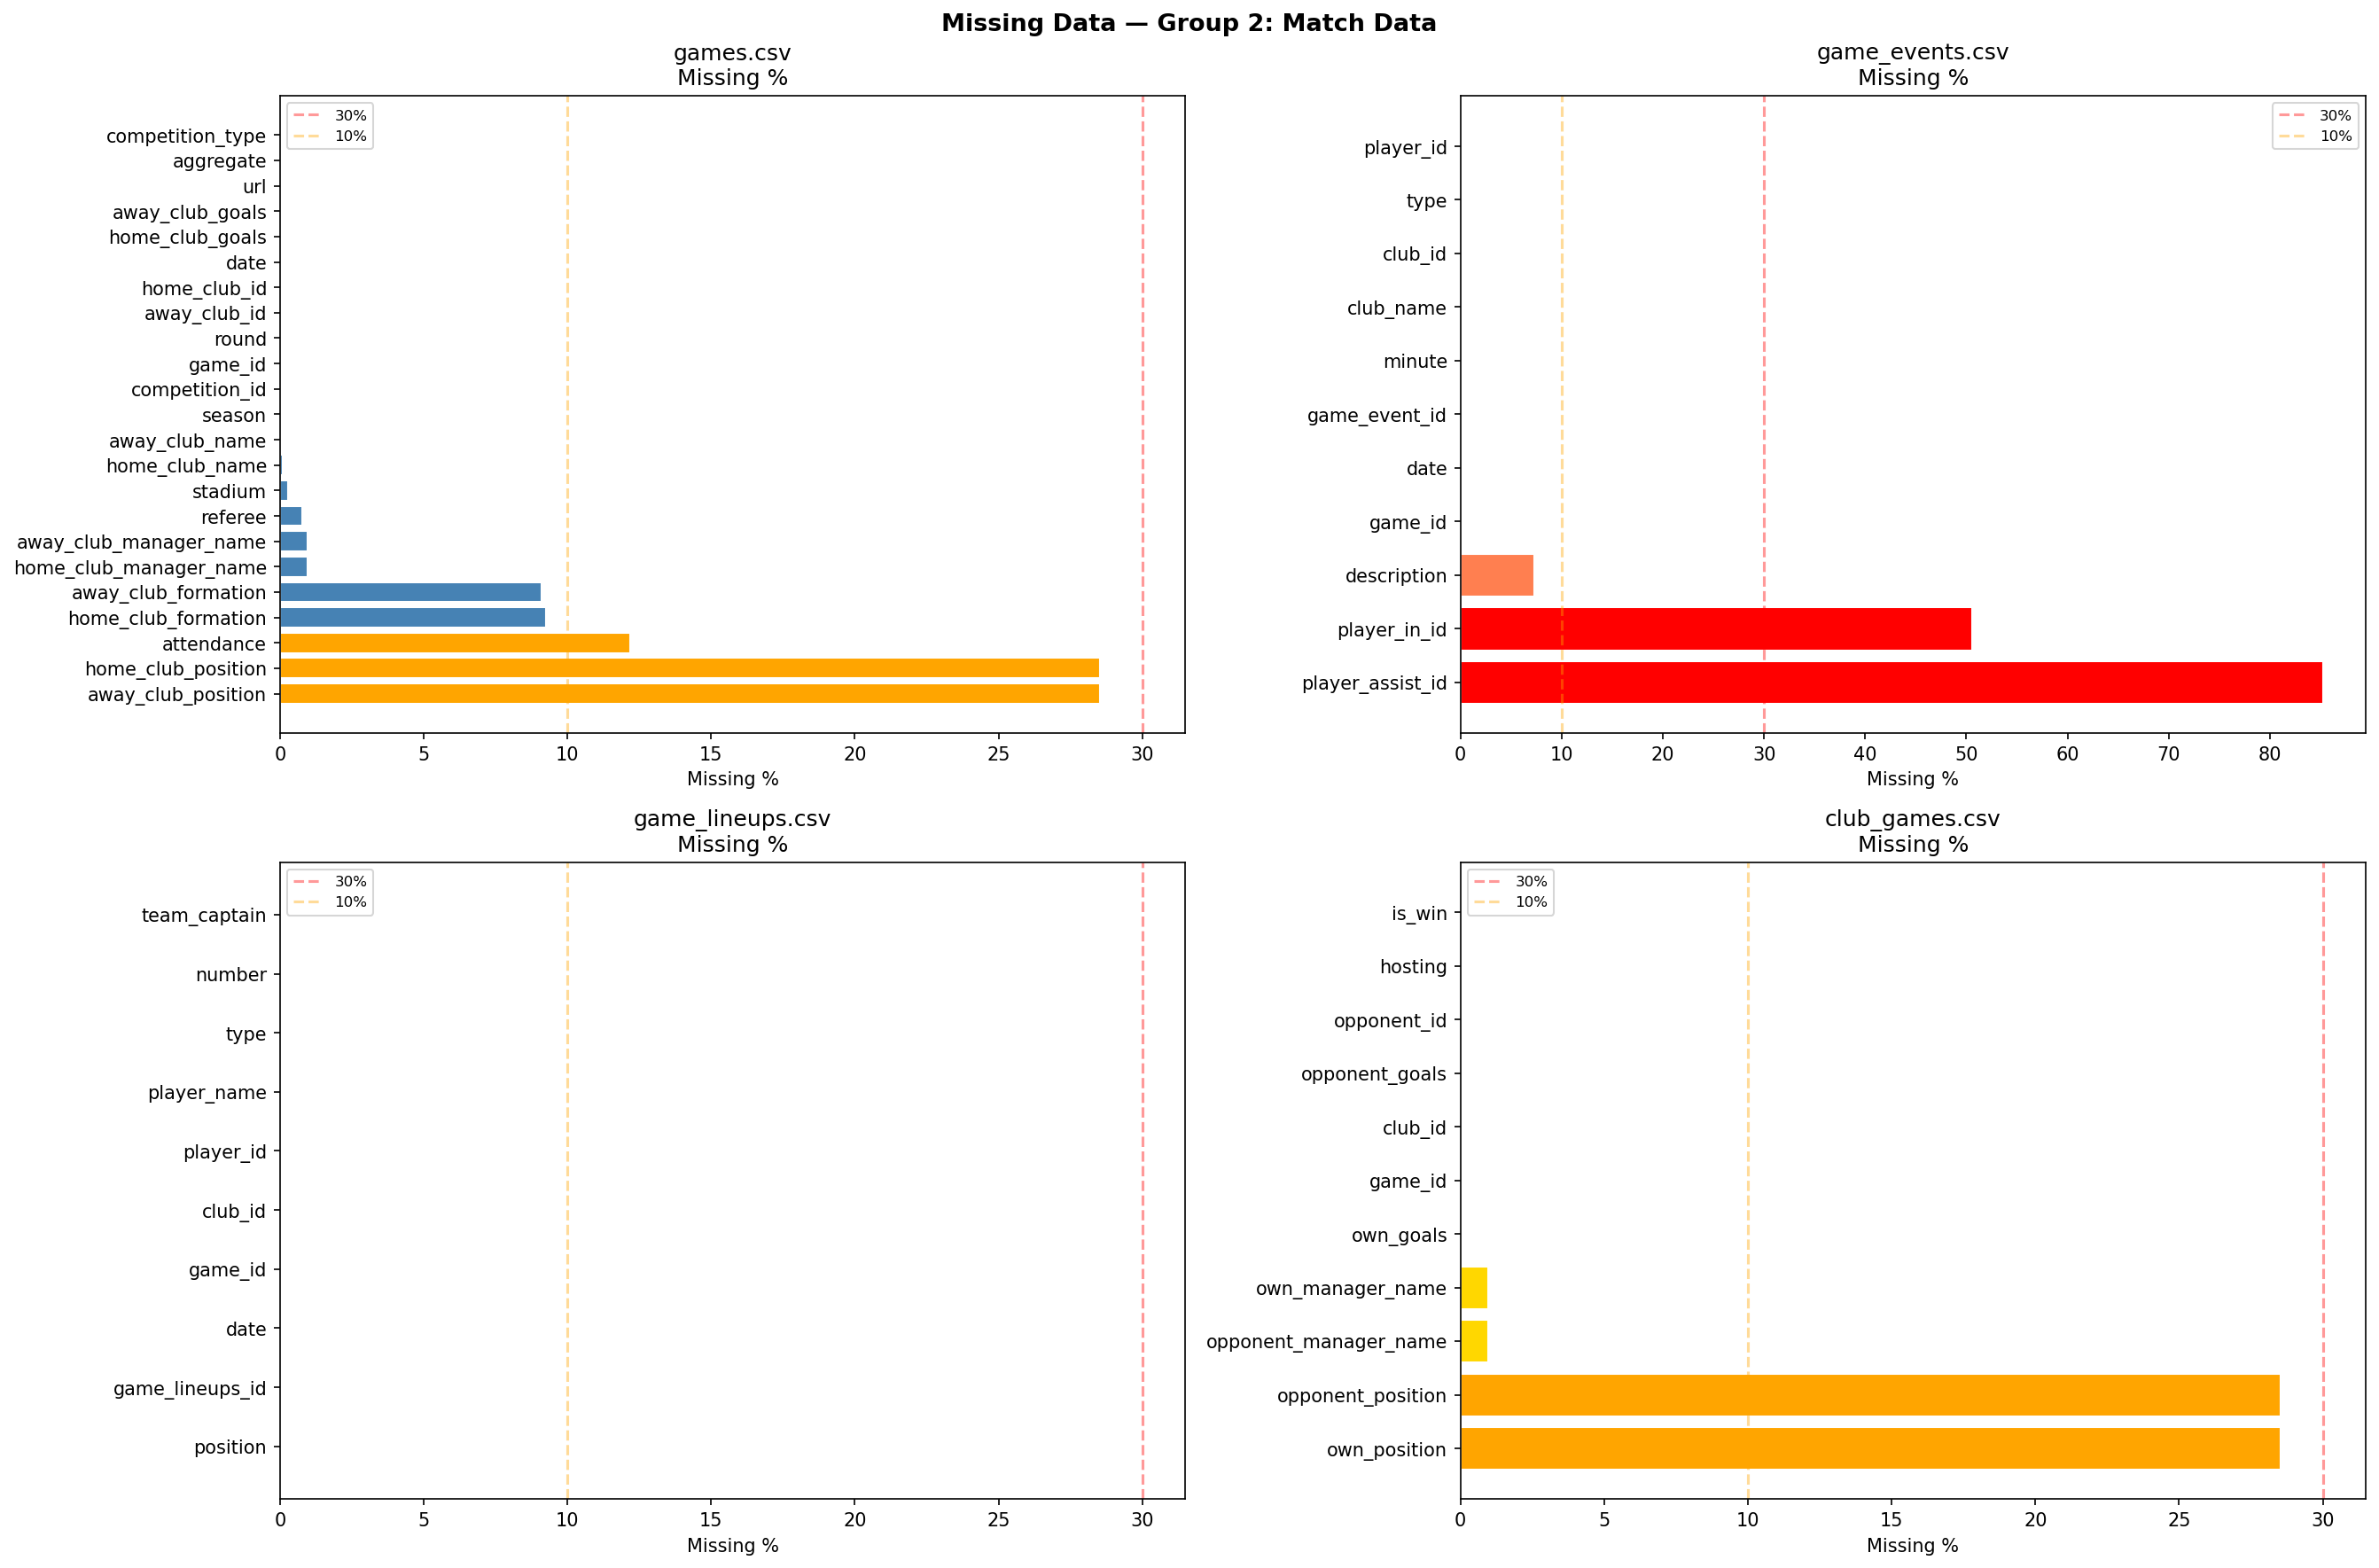 Missing Data — Group 2: Match Data
games.csv
Missing %
30%
10%
competition_type
aggregate
url
away_club_goals
home_club_goals
date
home_club_id
away_club_id
round
game_id
competition_id
season
away_club_name
home_club_name
stadium
referee
away_club_manager_name
home_club_manager_name
away_club_formation
home_club_formation
attendance
home_club_position
away_club_position
0 5 10 15 20 25 30
Missing %
game_events.csv
Missing %
30%
10%
player_id
type
club_id
club_name
minute
game_event_id
date
game_id
description
player_in_id
player_assist_id
0 10 20 30 40 50 60 70 80
Missing %
game_lineups.csv
Missing %
30%
10%
team_captain
number
type
player_name
player_id
club_id
game_id
date
game_lineups_id
position
0 5 10 15 20 25 30
Missing %
club_games.csv
Missing %
30%
10%
is_win
hosting
opponent_id
opponent_goals
club_id
game_id
own_goals
own_manager_name
opponent_manager_name
opponent_position
own_position
0 5 10 15 20 25 30
Missing %